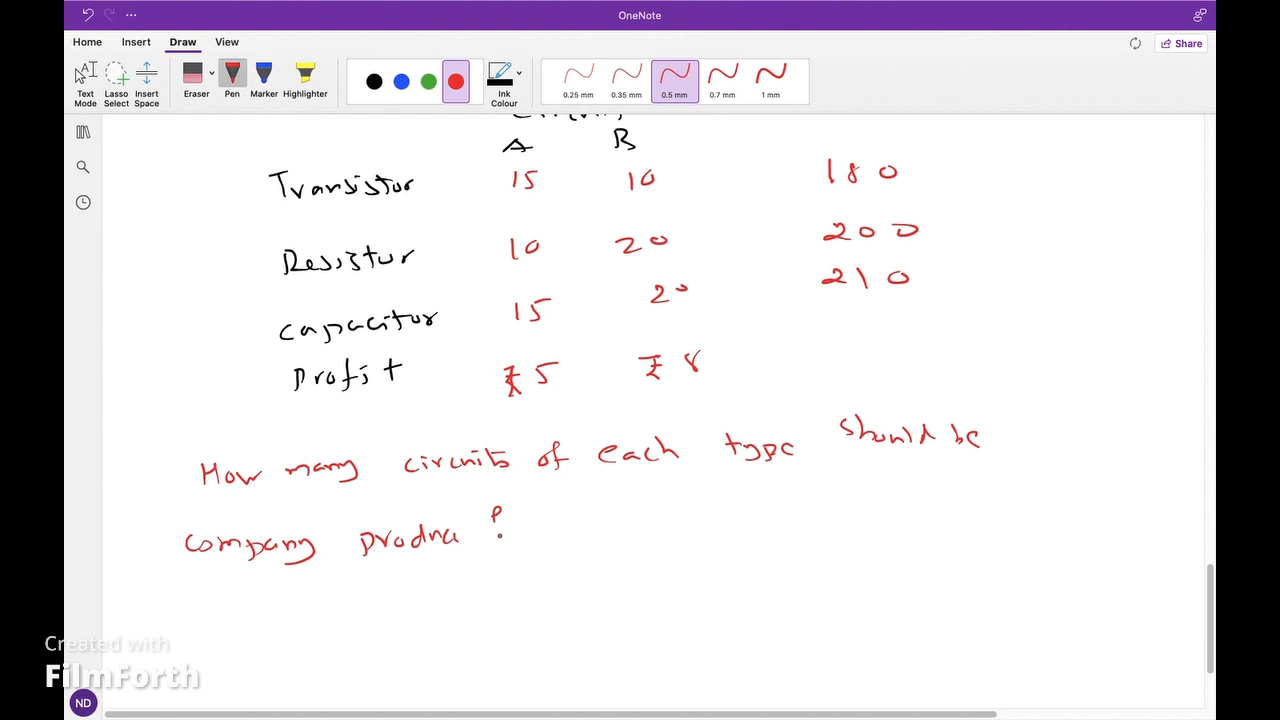 OneNote
Home Insert Draw View Share
Text Mode Lasso Select Insert Space Eraser Pen Marker Highlighter Ink Colour 0.25 mm 0.35 mm 0.5 mm 0.7 mm 1 mm
A B
Transistor 15 10 180
Resistor 10 20 200
Capacitor 15 20 210
Profit ₹ 5 ₹ 8
How many circuits of each type should be
company
?
Created with
FilmForth
ND